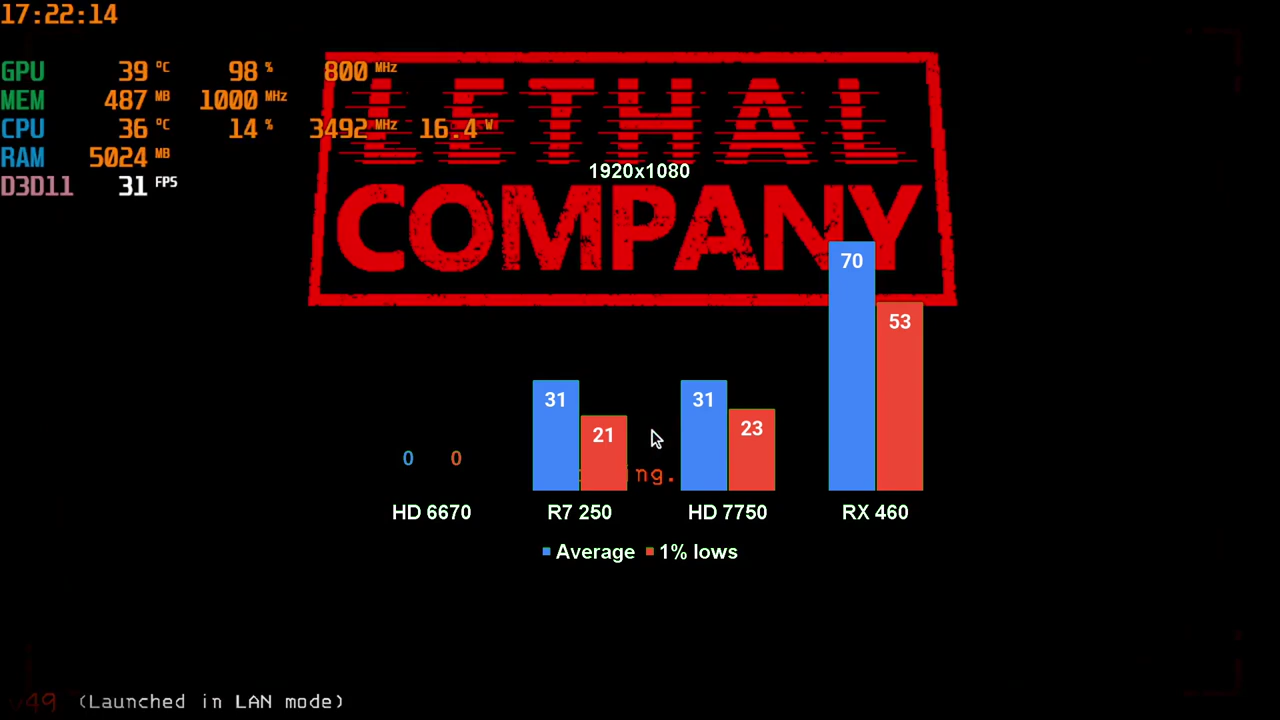 17:22:14
GPU 39 °C 98 % 800 MHz
MEM 487 MB 1000 MHz
CPU 36 °C 14 % 3492 MHz 16.4 W
RAM 5024 MB
D3D11 31 FPS
LETHAL
1920x1080
COMPANY
70
53
31
31
21
23
0 0
ng.
HD 6670 R7 250 HD 7750 RX 460
Average 1% lows
v49 (Launched in LAN mode)